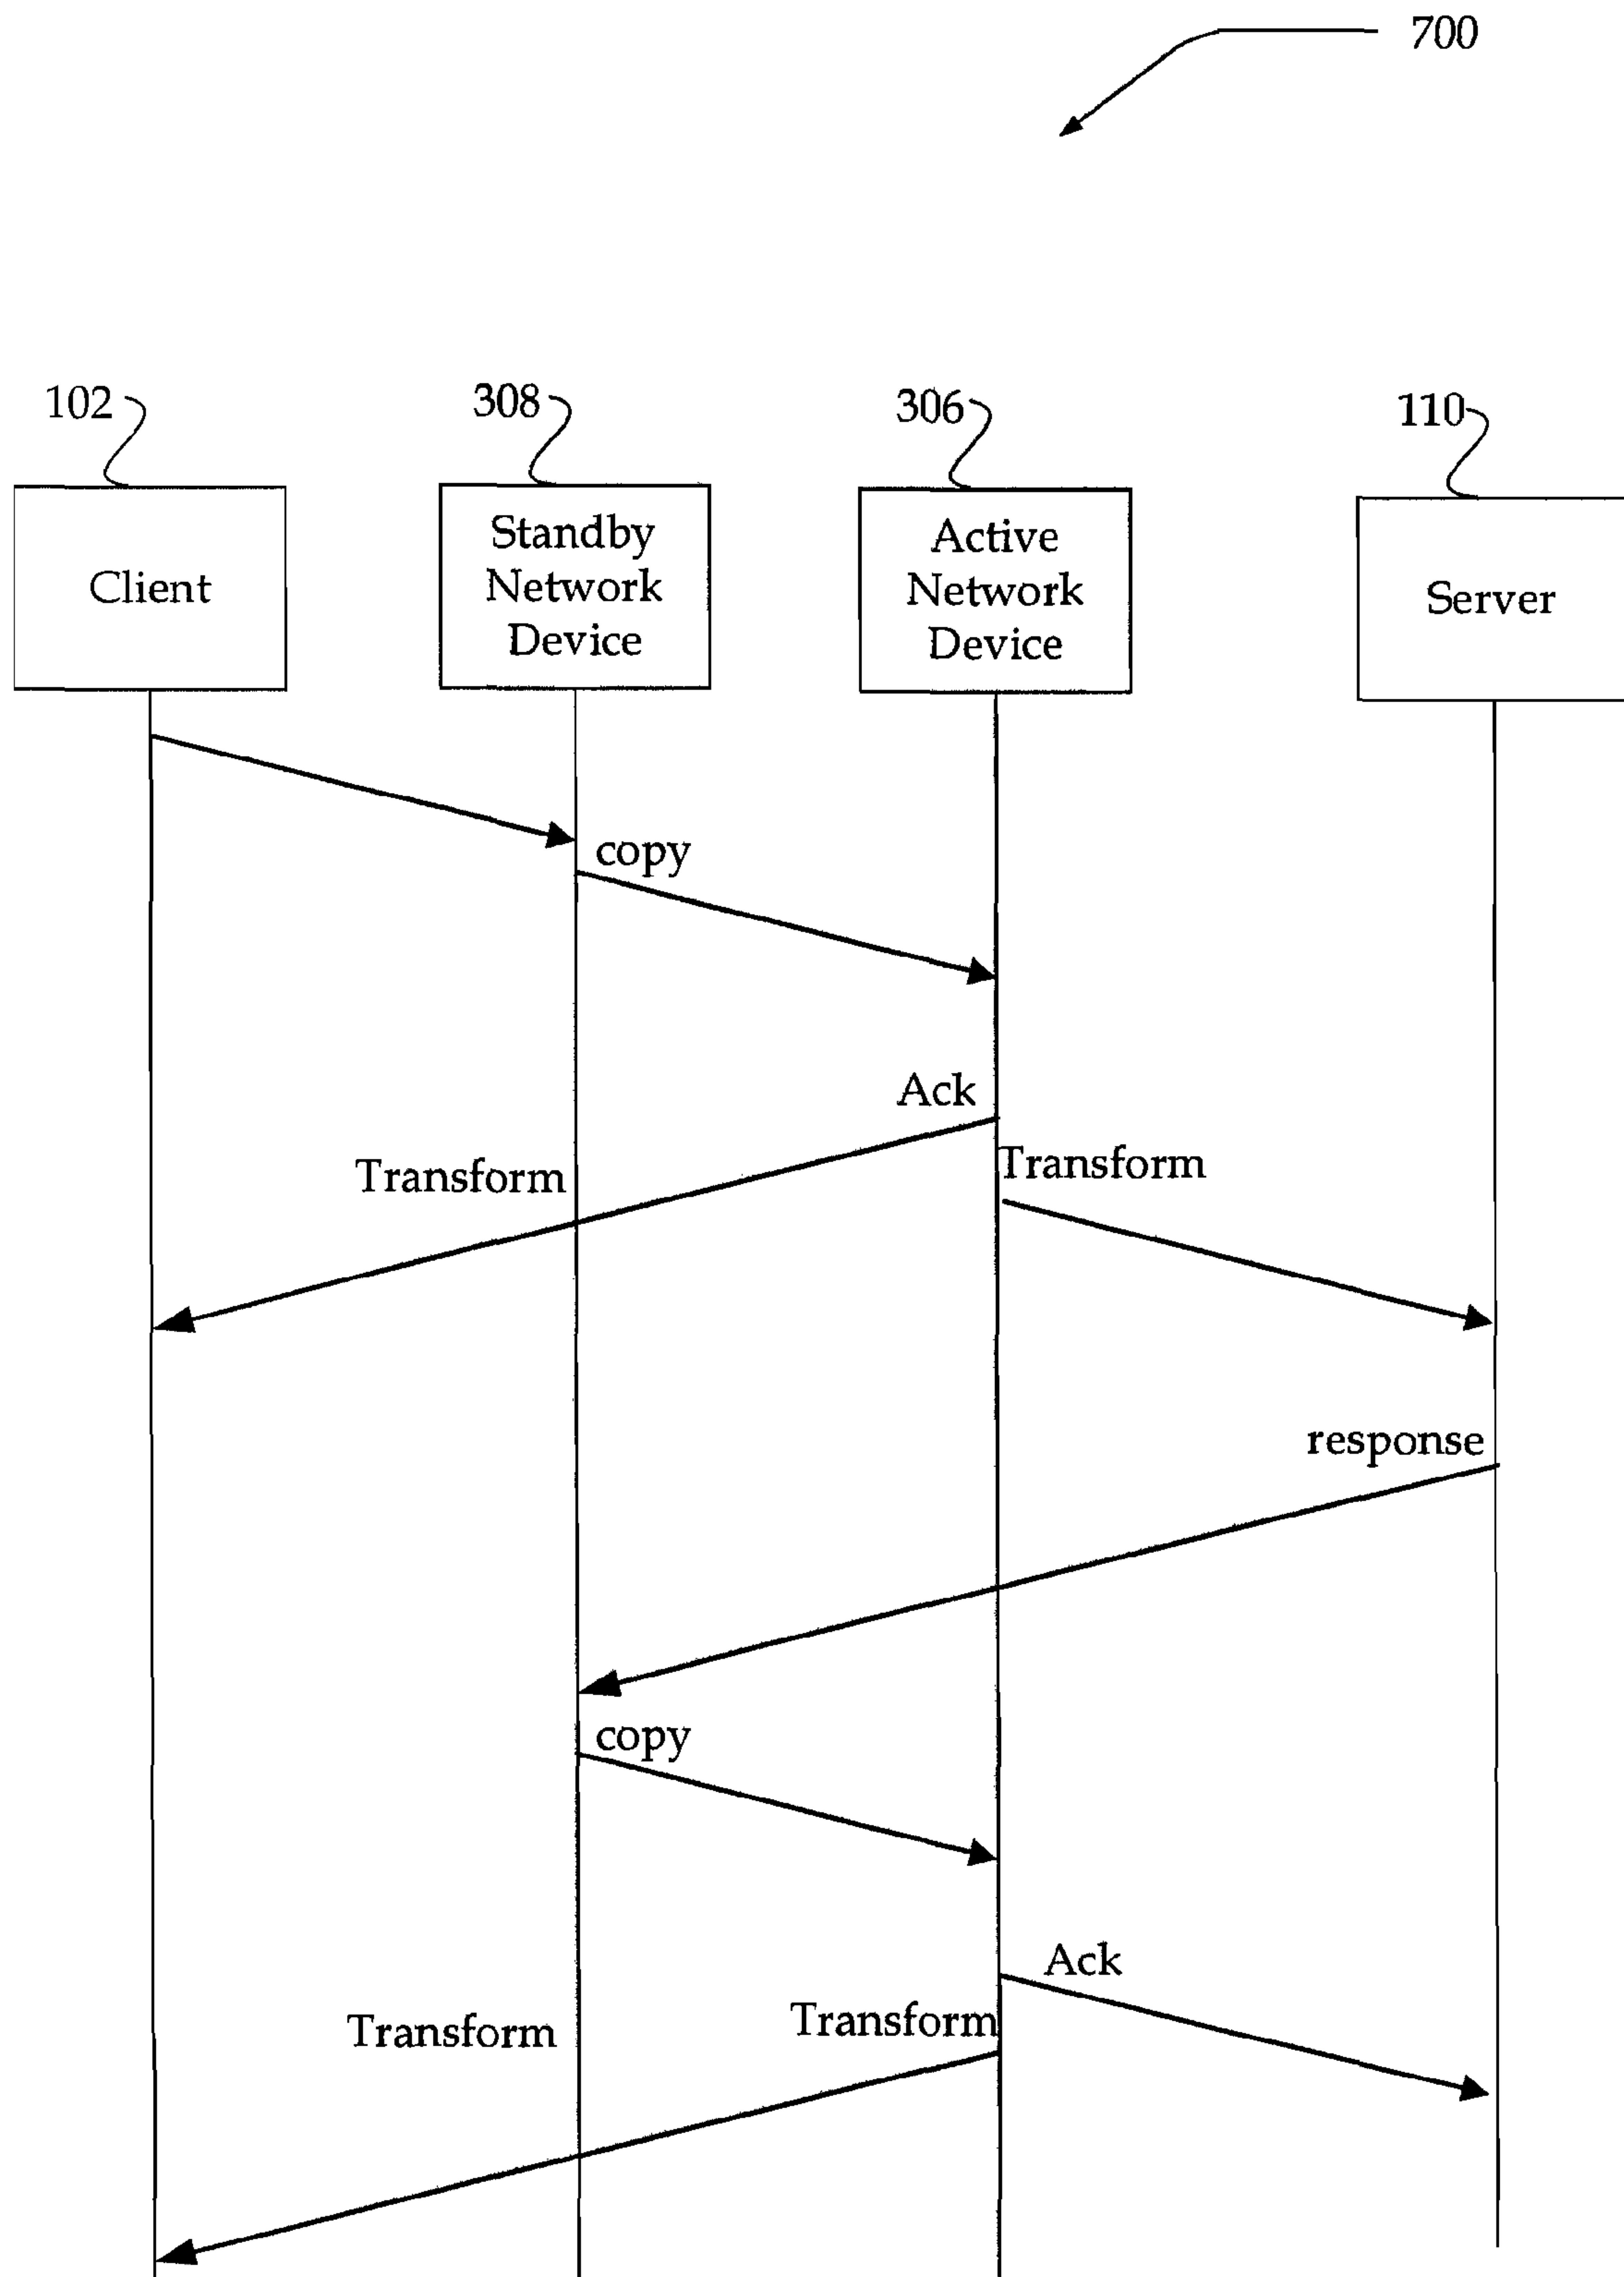 700
102
308
306
110
Client
Standby
Network
Device
Active
Network
Device
Server
copy
Ack
Transform
Transform
response
copy
Ack
Transform
Transform